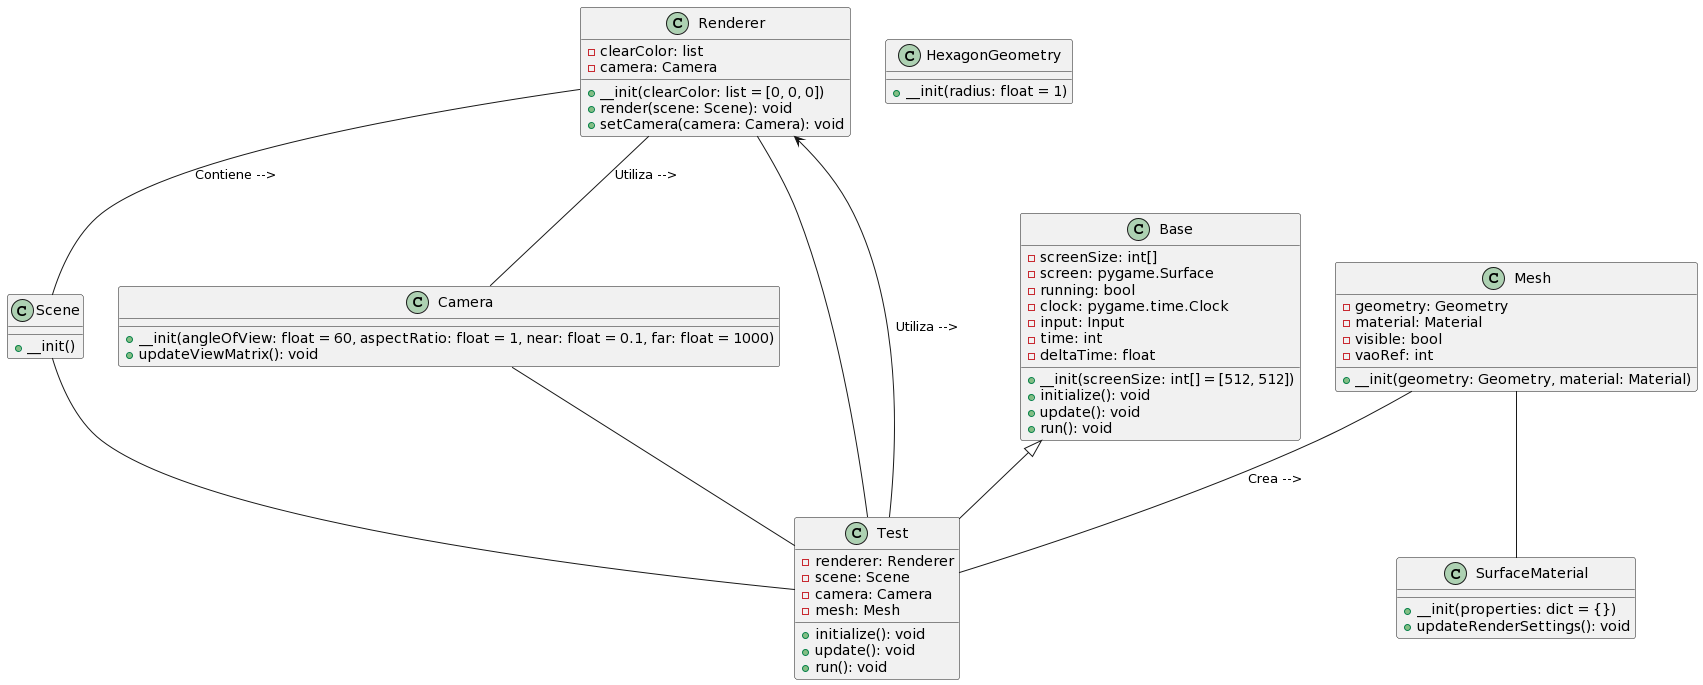 C Renderer
clearColor: list
camera: Camera
__init(clearColor: list = [0, 0, 0])
render(scene: Scene): void
setCamera(camera: Camera): void
C HexagonGeometry
__init(radius: float = 1)
Contiene -->
Utiliza -->
Utiliza -->
C Base
screenSize: int[]
screen: pygame.Surface
running: bool
clock: pygame.time.Clock
input: Input
time: int
deltaTime: float
__init(screenSize: int[] = [512, 512])
initialize(): void
update(): void
run(): void
C Mesh
geometry: Geometry
material: Material
visible: bool
vaoRef: int
__init(geometry: Geometry, material: Material)
C Scene
__init()
C Camera
__init(angleOfView: float = 60, aspectRatio: float = 1, near: float = 0.1, far: float = 1000)
updateViewMatrix(): void
Crea -->
C Test
renderer: Renderer
scene: Scene
camera: Camera
mesh: Mesh
initialize(): void
update(): void
run(): void
C SurfaceMaterial
__init(properties: dict = {})
updateRenderSettings(): void